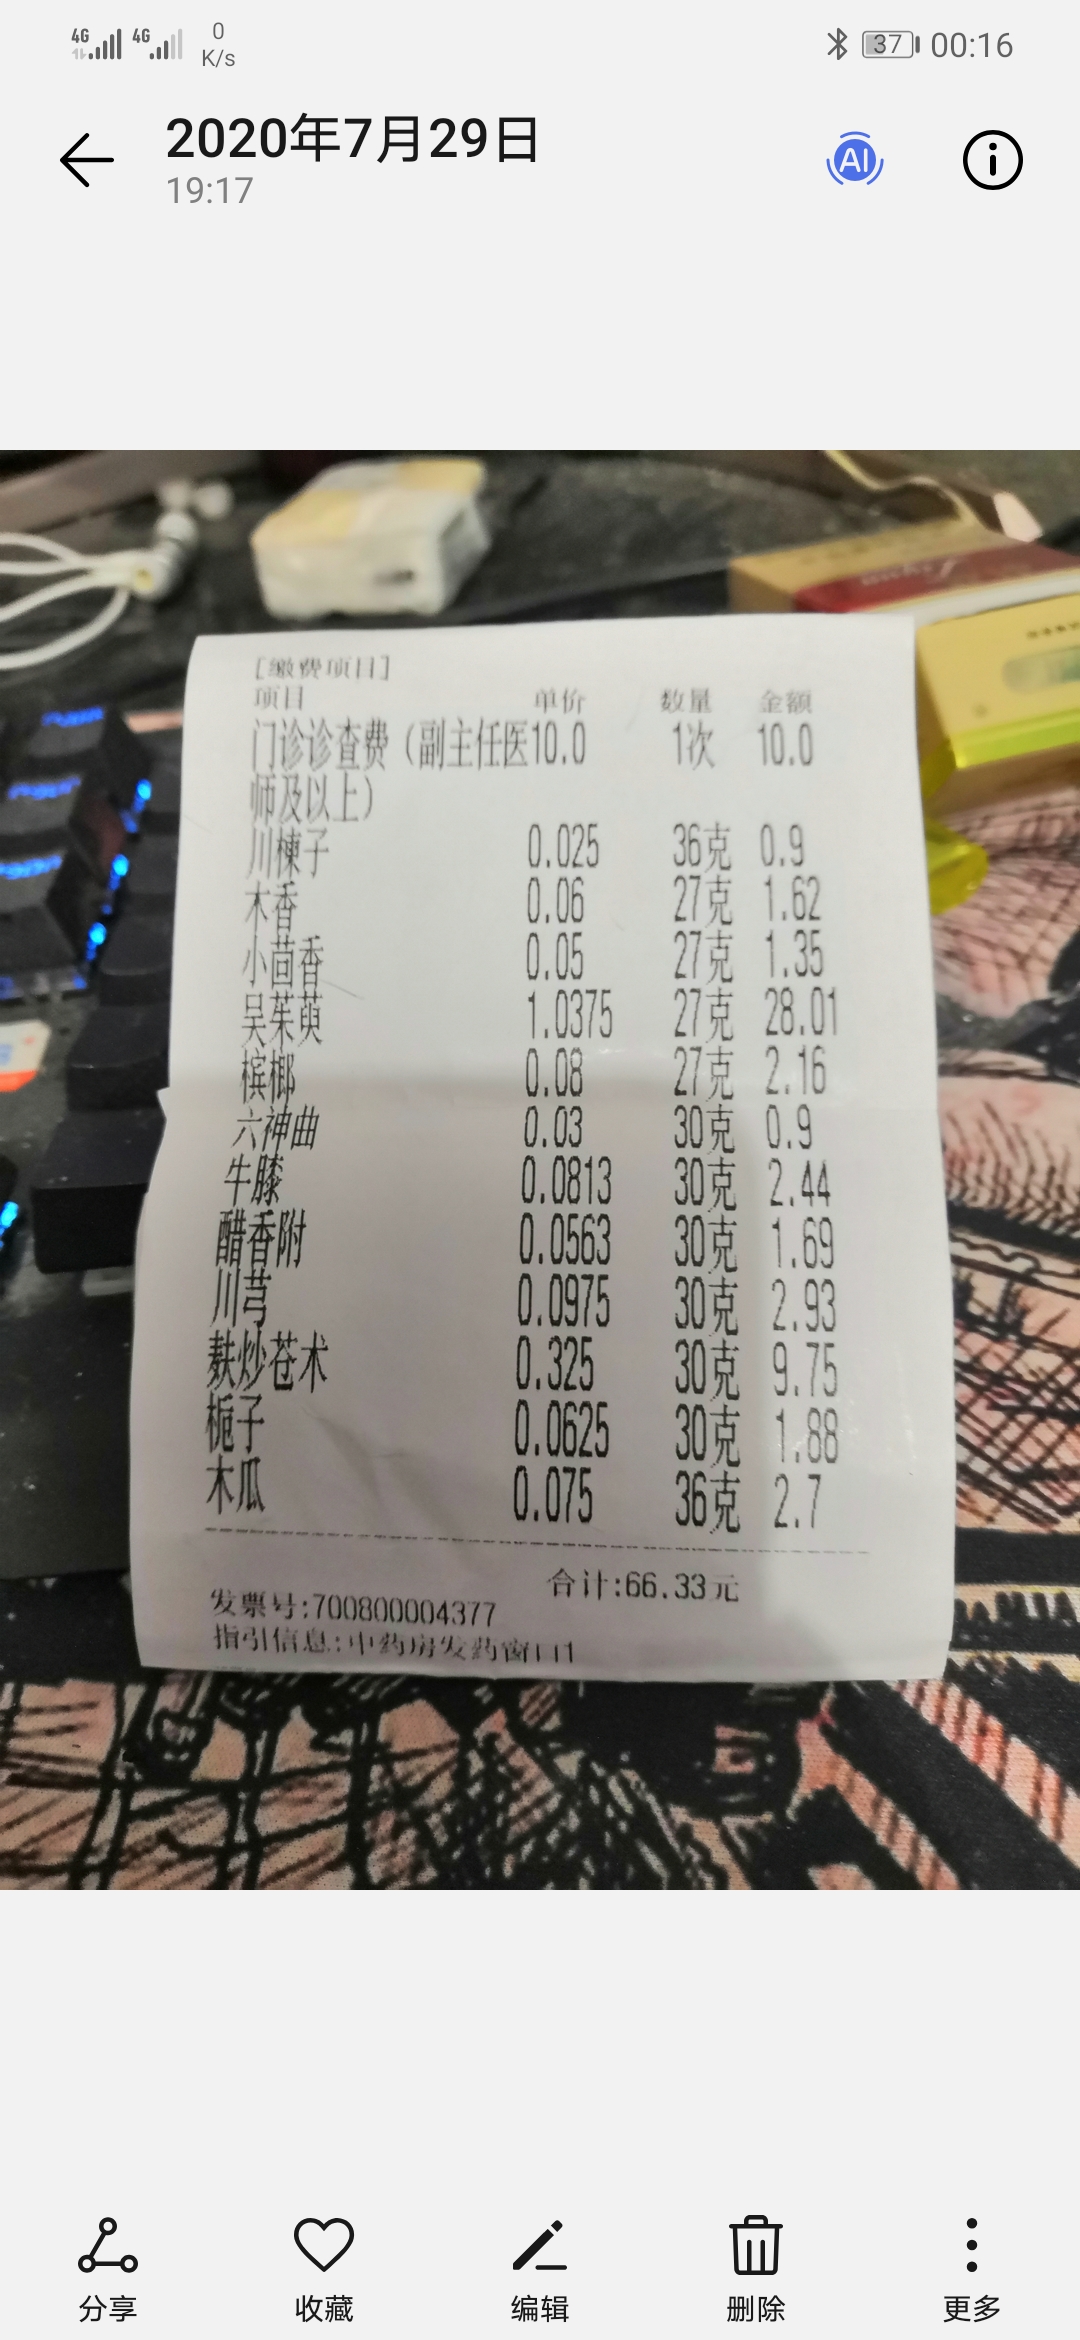 4G 4G 0 K/s 37 00:16
2020年7月29日
AI
19:17
[缴费项目]
项目 单价 数量 金额
门诊诊查费（副主任医10.0 1次 10.0
师及以上）
川楝子 0.025 36克 0.9
木香 0.06 27克 1.62
小茴香 0.05 27克 1.35
吴茱萸 1.0375 27克 28.01
槟榔 0.08 27克 2.16
六神曲 0.03 30克 0.9
牛膝 0.0813 30克 2.44
醋香附 0.0563 30克 1.69
川芎 0.0975 30克 2.93
麸炒苍术 0.325 30克 9.75
栀子 0.0625 30克 1.88
木瓜 0.075 36克 2.7
合计:66.33元
发票号:700800004377
指引信息:中药房发药窗口1
分享 收藏 编辑 删除 更多